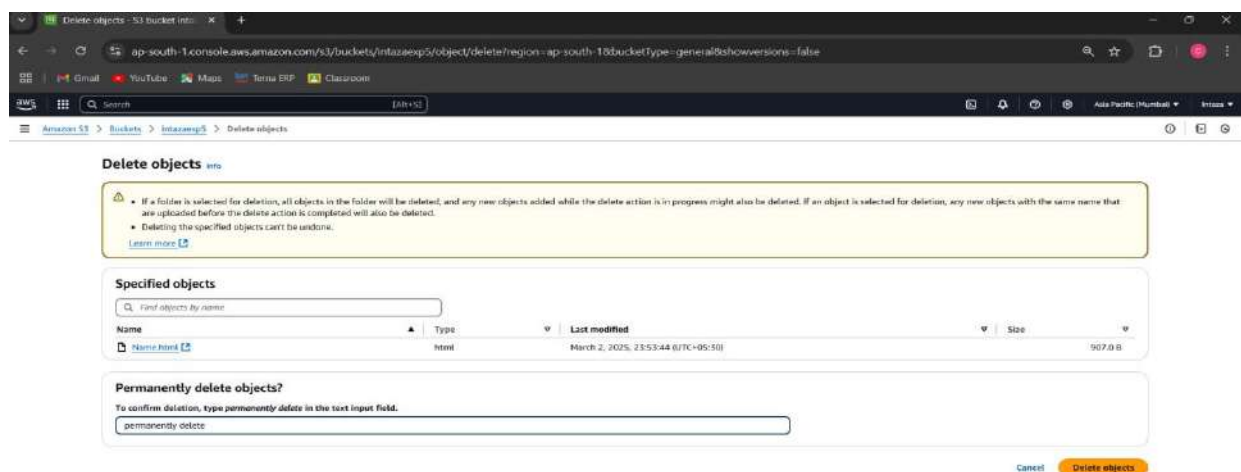 Delete objects - S3 bucket inta
ap-south-1.console.aws.amazon.com/s3/buckets/intazaexp5/object/delete?region=ap-south-1&bucketType=general&showversions=false
Gmail YouTube Maps Terna ERP Classroom
aws Search [Alt+S] Asia Pacific (Mumbai) Intaza
Amazon S3 > Buckets > intazaexp5 > Delete objects
Delete objects Info
If a folder is selected for deletion, all objects in the folder will be deleted, and any new objects added while the delete action is in progress might also be deleted. If an object is selected for deletion, any new objects with the same name that
are uploaded before the delete action is completed will also be deleted.
Deleting the specified objects can't be undone.
Learn more
Specified objects
Find objects by name
Name Type Last modified Size
Name.html html March 2, 2025, 23:53:44 (UTC+05:30) 907.0 B
Permanently delete objects?
To confirm deletion, type permanently delete in the text input field.
permanently delete
Cancel Delete objects